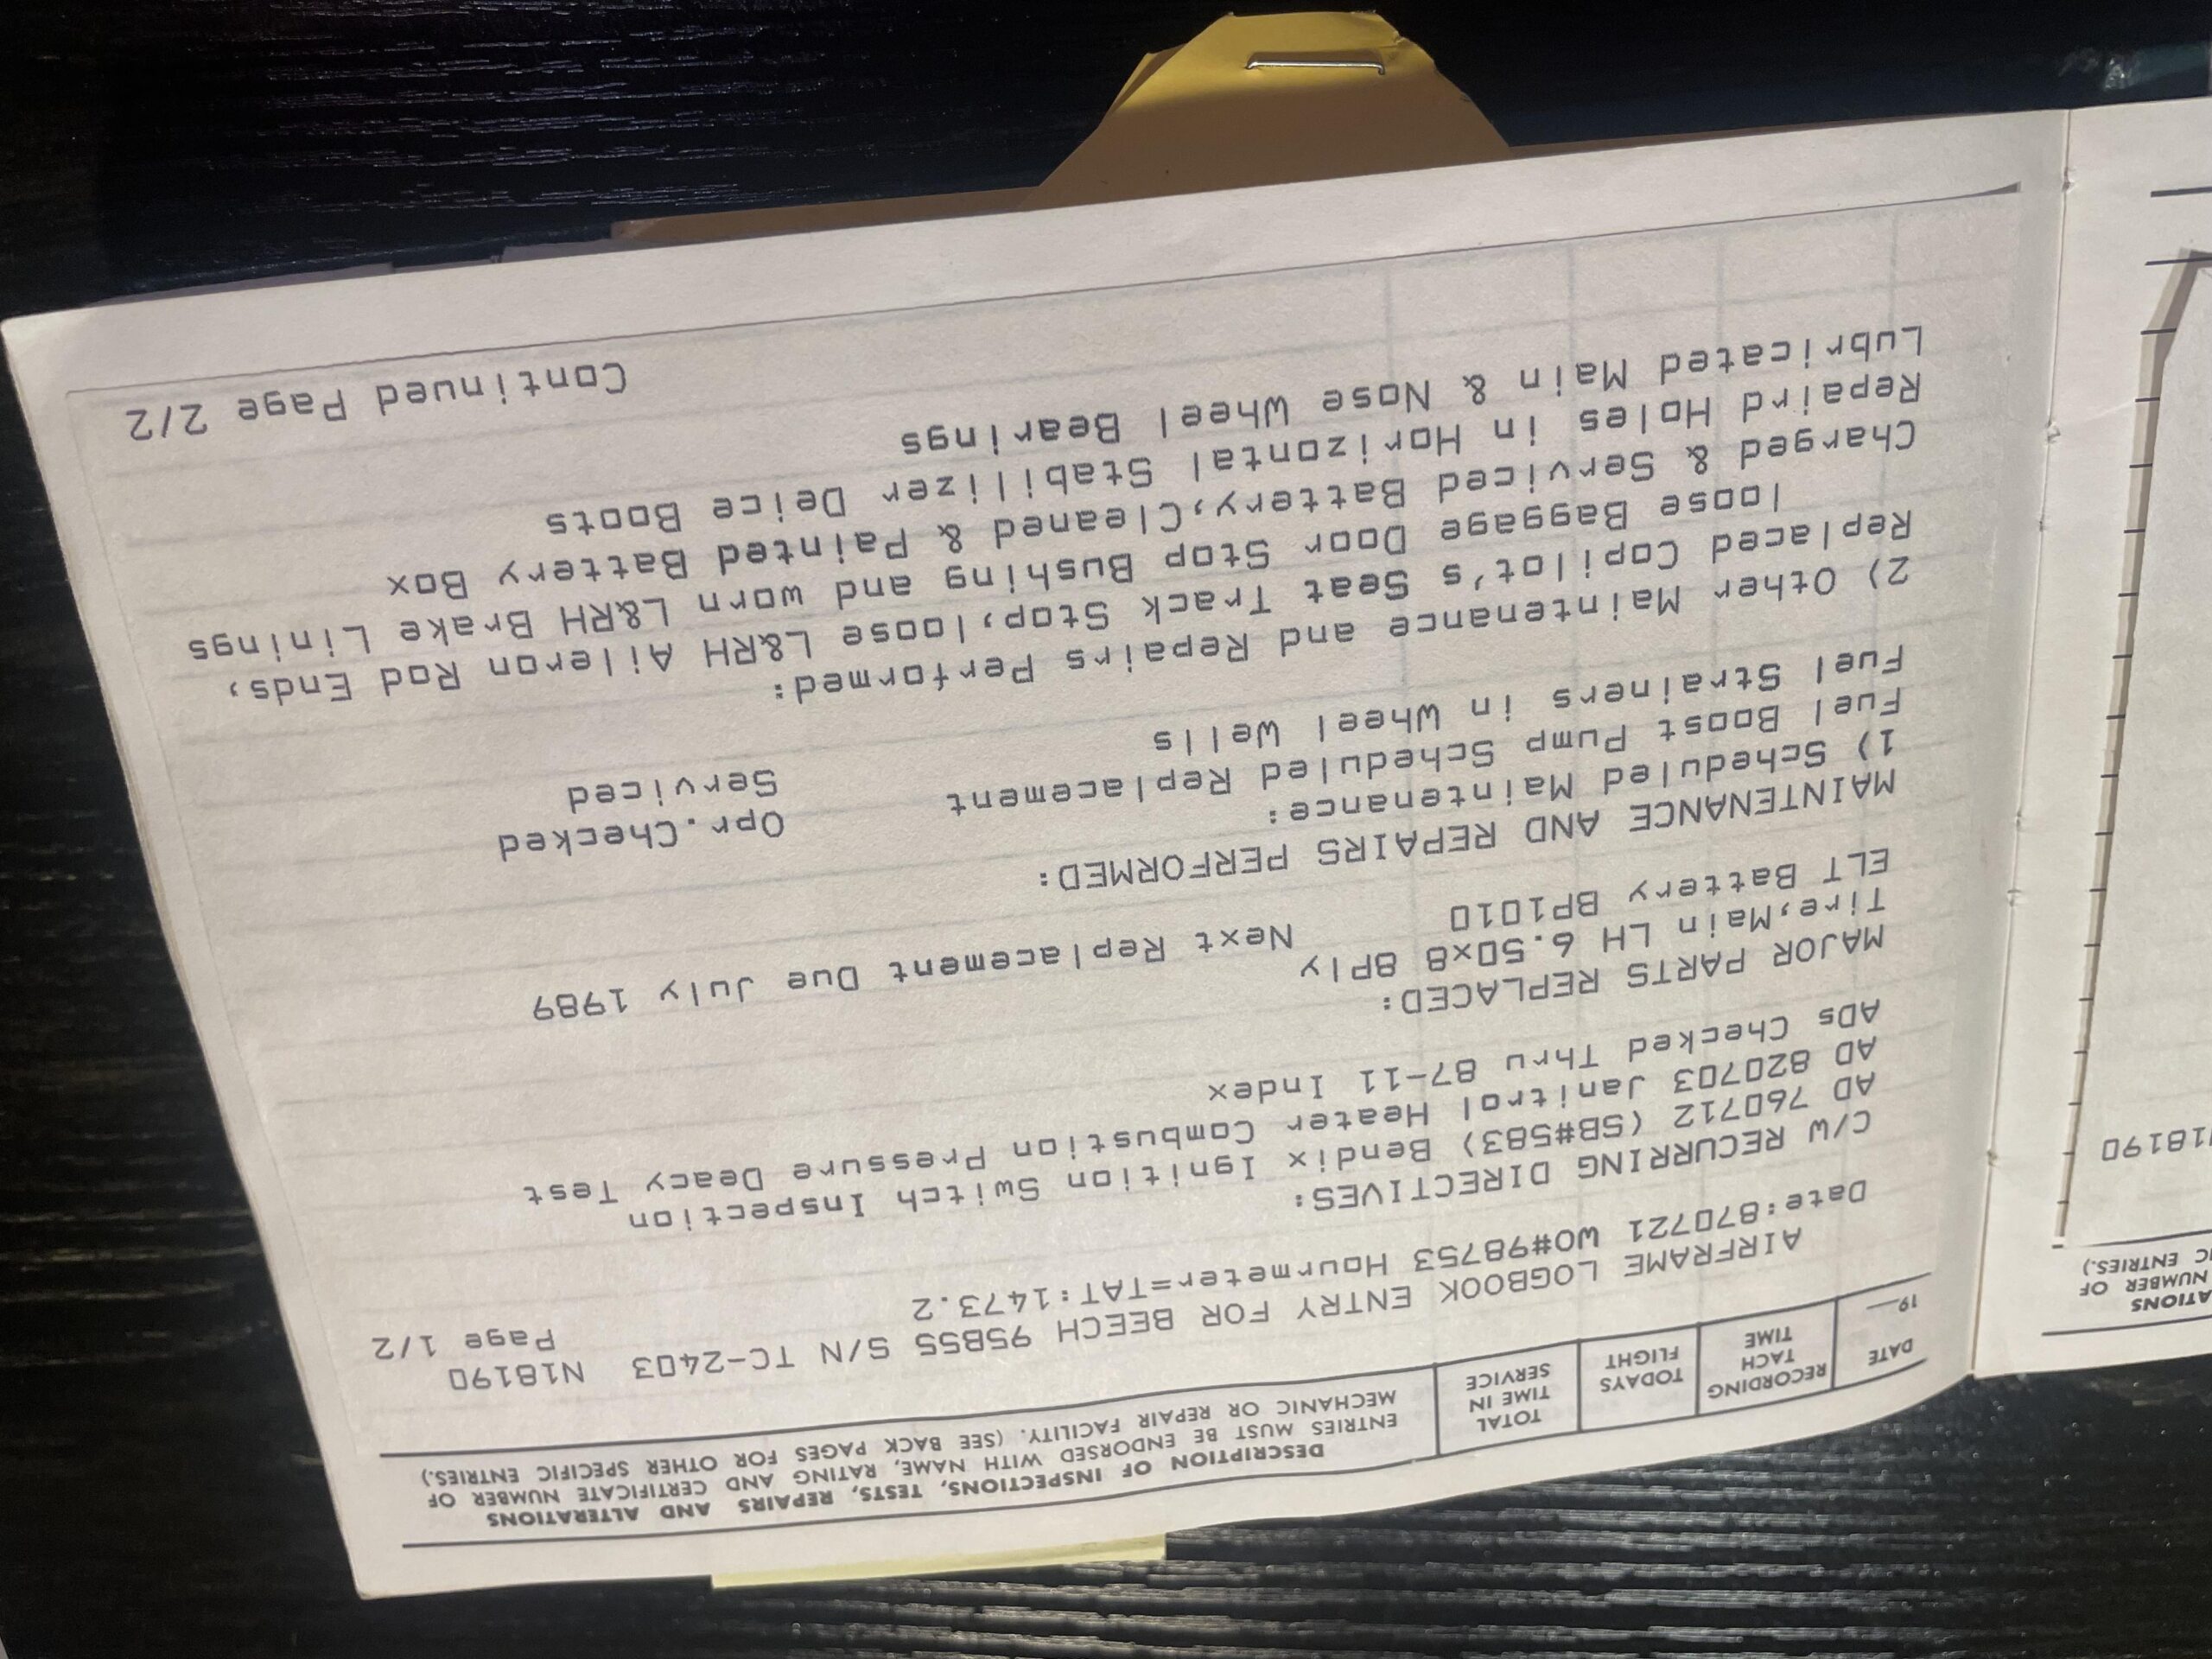 DESCRIPTION OF INSPECTIONS, TESTS, REPAIRS AND ALTERATIONS
ENTRIES MUST BE ENDORSED WITH NAME, RATING AND CERTIFICATE NUMBER OF
MECHANIC OR REPAIR FACILITY. (SEE BACK PAGES FOR OTHER SPECIFIC ENTRIES.)
DATE
19
RECORDING
TACH
TIME
TODAYS
FLIGHT
TOTAL
TIME IN
SERVICE
AIRFRAME LOGBOOK ENTRY FOR BEECH 95B55 S/N TC-2403 N18190
Date:870721 WO#98753 Hourmeter=TAT:1473.2 Page 1/2
C/W RECURRING DIRECTIVES:
AD 760712 (SB#583) Bendix Ignition Switch Inspection
AD 820703 Janitrol Heater Combustion Pressure Deacy Test
ADs Checked Thru 87-11 Index
MAJOR PARTS REPLACED:
Tire,Main LH 6.50x8 8Ply
ELT Battery BP1010 Next Replacement Due July 1989
MAINTENANCE AND REPAIRS PERFORMED:
1) Scheduled Maintenance:
Fuel Boost Pump Scheduled Replacement Opr.Checked
Fuel Strainers in Wheel Wells Serviced
2) Other Maintenance and Repairs Performed:
Replaced Copilot's Seat Track Stop,loose L&RH Aileron Rod Ends,
loose Baggage Door Stop Bushing and worn L&RH Brake Linings
Charged & Serviced Battery,Cleaned & Painted Battery Box
Repaird Holes in Horizontal Stabilizer Deice Boots
Lubricated Main & Nose Wheel Bearings
Continued Page 2/2
ATIONS
NUMBER OF
IC ENTRIES.)
N18190